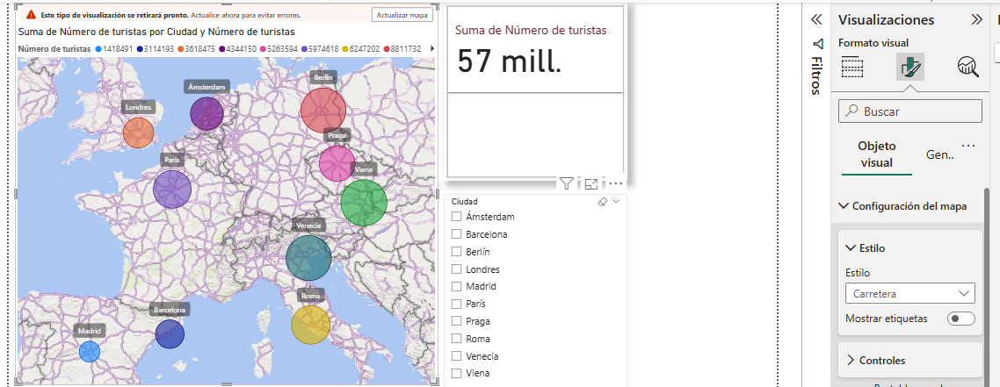 Este tipo de visualización se retirará pronto. Actualice ahora para evitar errores.
Actualizar mapa
Suma de Número de turistas por Ciudad y Número de turistas
Número de turistas 1418491 3114193 3618475 4344150 5263594 5974618 6247202 8811732
Ámsterdam
Berlín
Londres
Praga
París
Viena
Venecia
Roma
Barcelona
Madrid
Suma de Número de turistas
57 mill.
Ciudad
Ámsterdam
Barcelona
Berlín
Londres
Madrid
París
Praga
Roma
Venecia
Viena
Filtros
Visualizaciones
Formato visual
Buscar
Objeto
visual
Gen..
Configuración del mapa
Estilo
Estilo
Carretera
Mostrar etiquetas
Controles